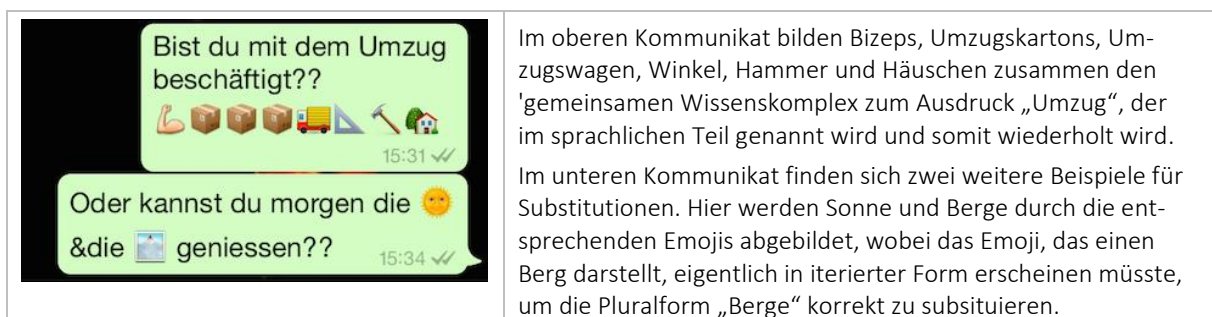 Bist du mit dem Umzug
beschäftigt??
💪📦📦📦🚚📐🔨🏡
15:31 ✓✓
Oder kannst du morgen die 🌞
&die 🗻 geniessen??
15:34 ✓✓
Im oberen Kommunikat bilden Bizeps, Umzugskartons, Um-
zugswagen, Winkel, Hammer und Häuschen zusammen den
'gemeinsamen Wissenskomplex zum Ausdruck „Umzug“, der
im sprachlichen Teil genannt wird und somit wiederholt wird.
Im unteren Kommunikat finden sich zwei weitere Beispiele für
Substitutionen. Hier werden Sonne und Berge durch die ent-
sprechenden Emojis abgebildet, wobei das Emoji, das einen
Berg darstellt, eigentlich in iterierter Form erscheinen müsste,
um die Pluralform „Berge“ korrekt zu subsituieren.